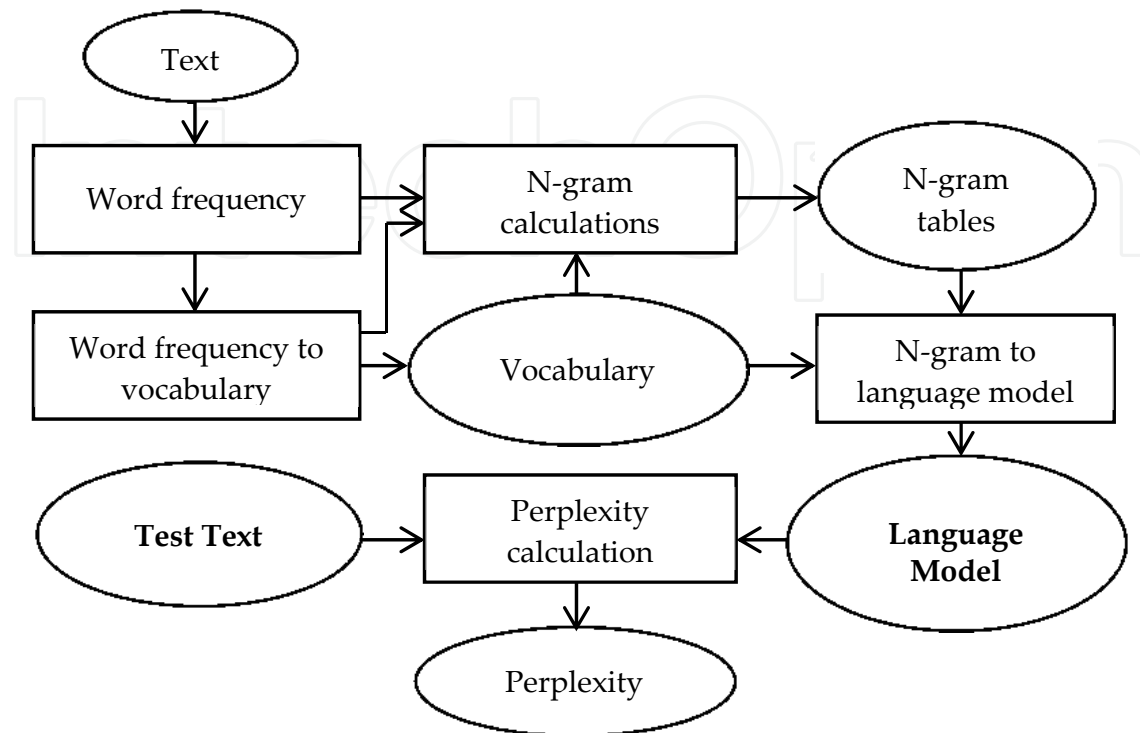 Text
Word frequency
N-gram
calculations
N-gram
tables
Word frequency to
vocabulary
Vocabulary
N-gram to
language model
Test Text
Perplexity
calculation
Language
Model
Perplexity